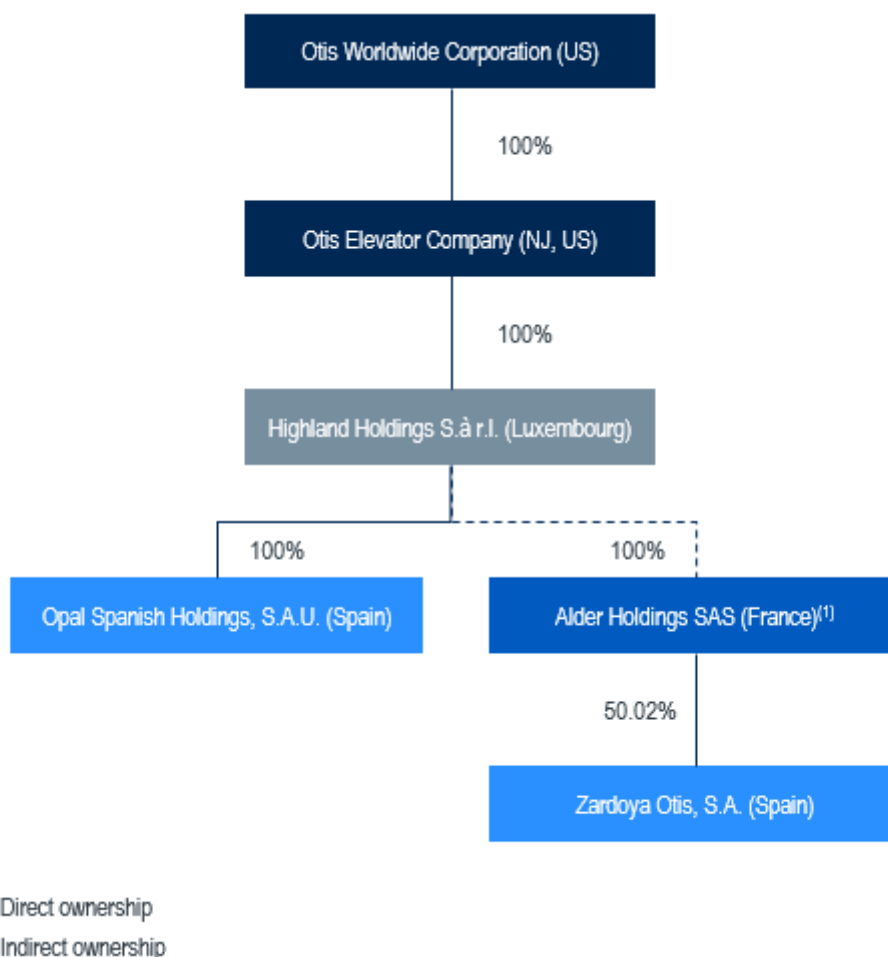 Otis Worldwide Corporation (US)
100%
Otis Elevator Company (NJ, US)
100%
Highland Holdings S.à r.l. (Luxembourg)
100%
100%
Opal Spanish Holdings, S.A.U. (Spain)
Alder Holdings SAS (France)(1)
50.02%
Zardoya Otis, S.A. (Spain)
Direct ownership
Indirect ownership